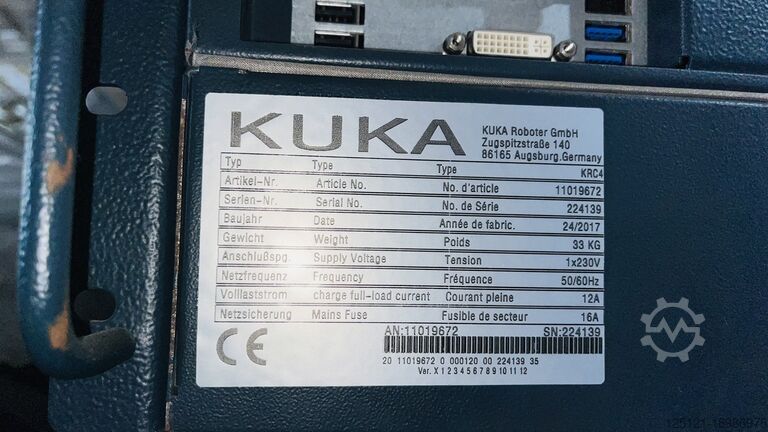 KUKA
KUKA Roboter GmbH
Zugspitzstraße 140
86165 Augsburg.Germany
Typ Type Type KRC4
Artikel-Nr. Article No. No. d'article 11019672
Serien-Nr. Serial No. No. de Série 224139
Baujahr Date Année de fabric. 24/2017
Gewicht Weight Poids 33 KG
Anschlußspg. Supply Voltage Tension 1x230V
Netzfrequenz Frequency Fréquence 50/60Hz
Volllaststrom charge full-load current Courant pleine 12A
Netzsicherung Mains Fuse Fusible de secteur 16A
AN:11019672 SN:224139
CE
20 11019672 0 000120 00 224139 35
Ver. X 1 2 3 4 5 6 7 8 9 10 11 12
125121-18986976